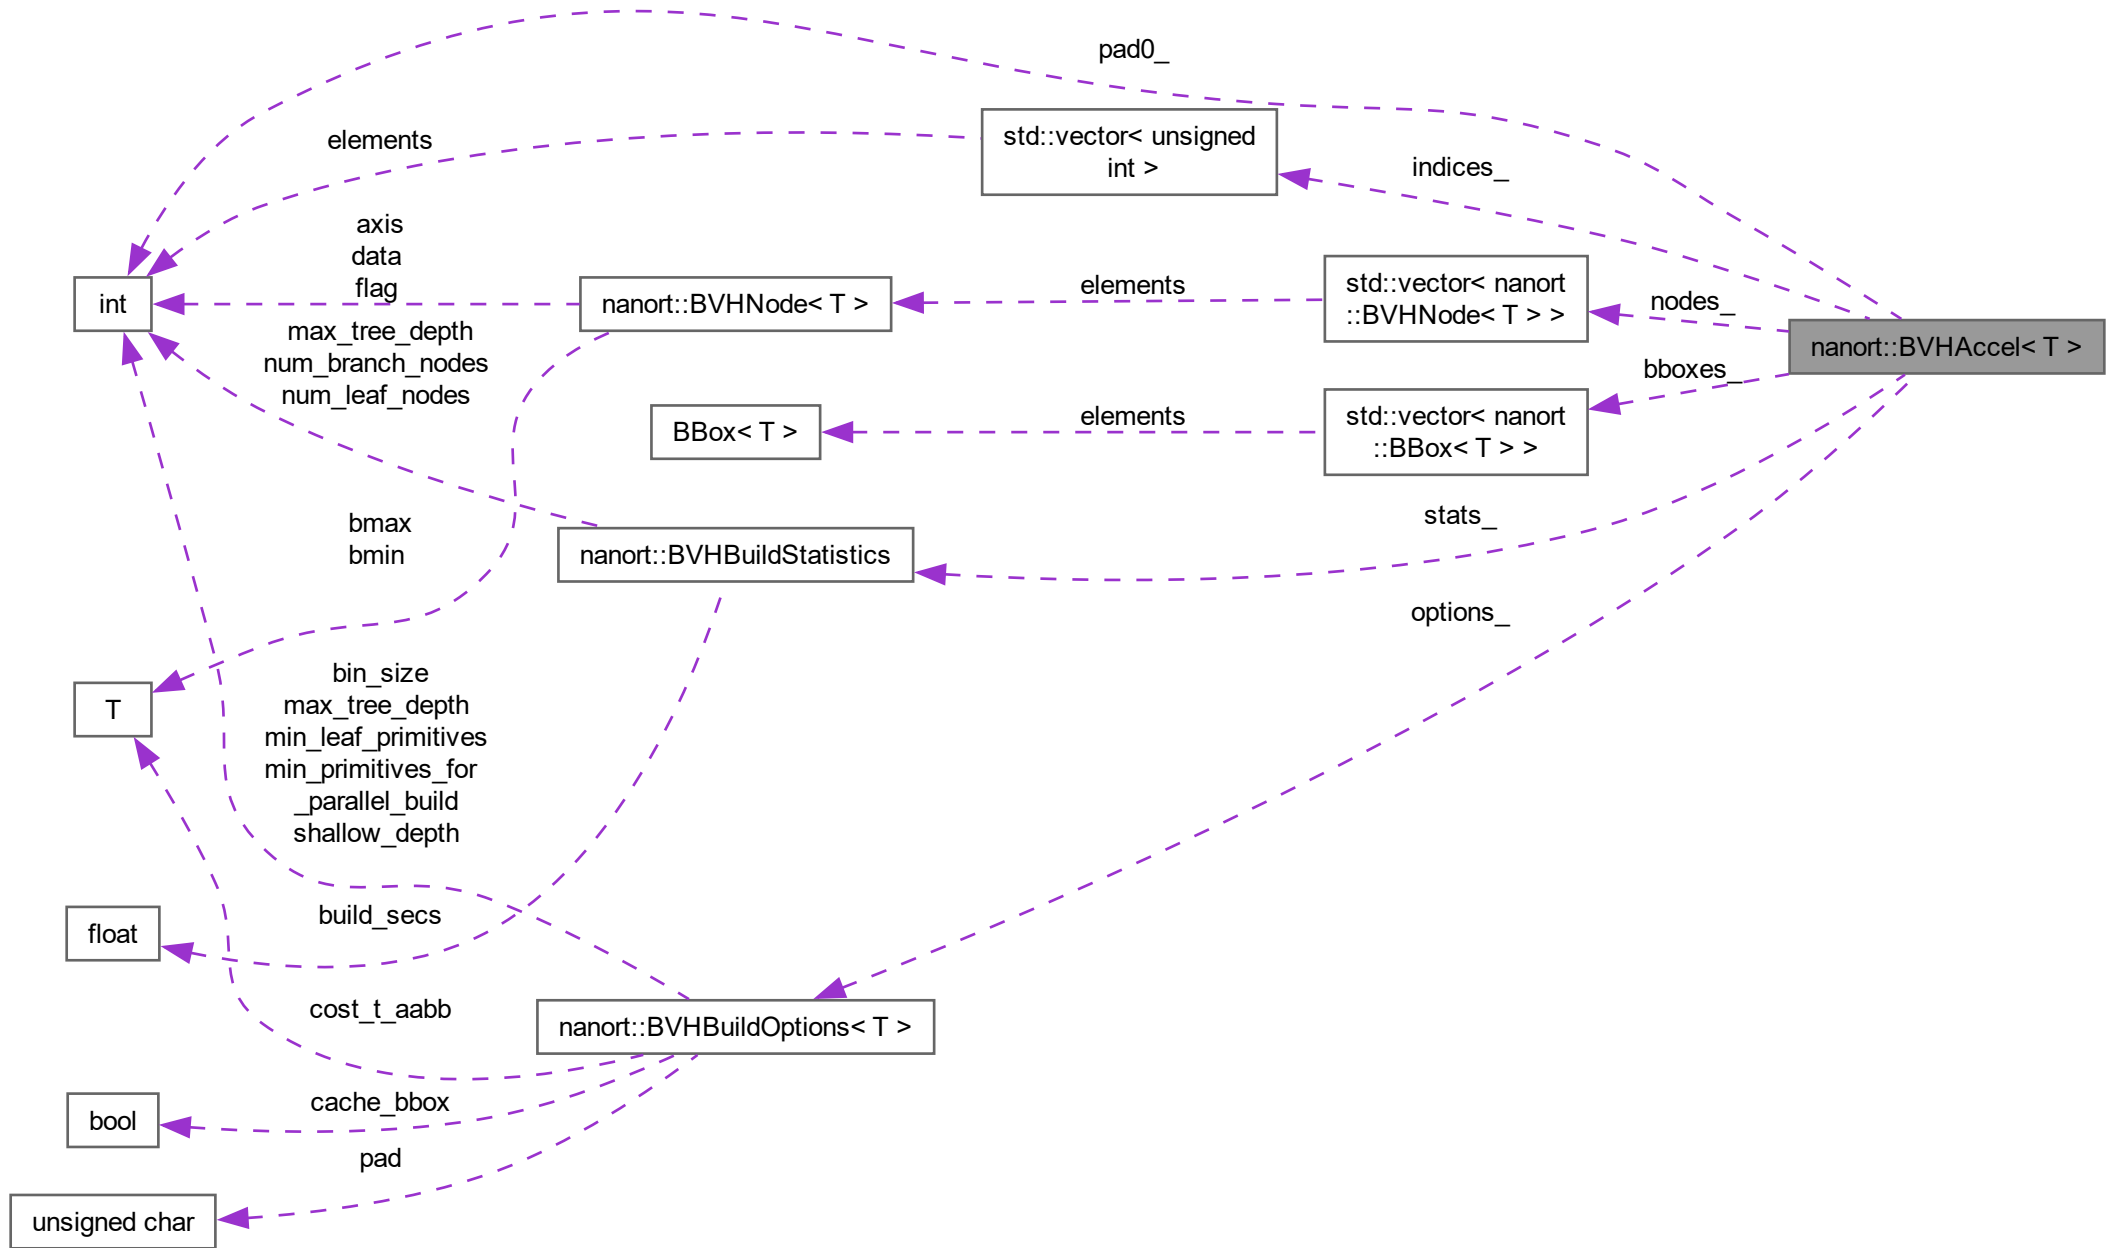 pad0_
elements
std::vector< unsigned
int >
indices_
axis
data
flag
int
nanort::BVHNode< T >
elements
std::vector< nanort
::BVHNode< T > >
nodes_
nanort::BVHAccel< T >
max_tree_depth
num_branch_nodes
num_leaf_nodes
bboxes_
BBox< T >
elements
std::vector< nanort
::BBox< T > >
bmax
bmin
nanort::BVHBuildStatistics
stats_
options_
T
bin_size
max_tree_depth
min_leaf_primitives
min_primitives_for
_parallel_build
shallow_depth
float
build_secs
cost_t_aabb
nanort::BVHBuildOptions< T >
bool
cache_bbox
pad
unsigned char